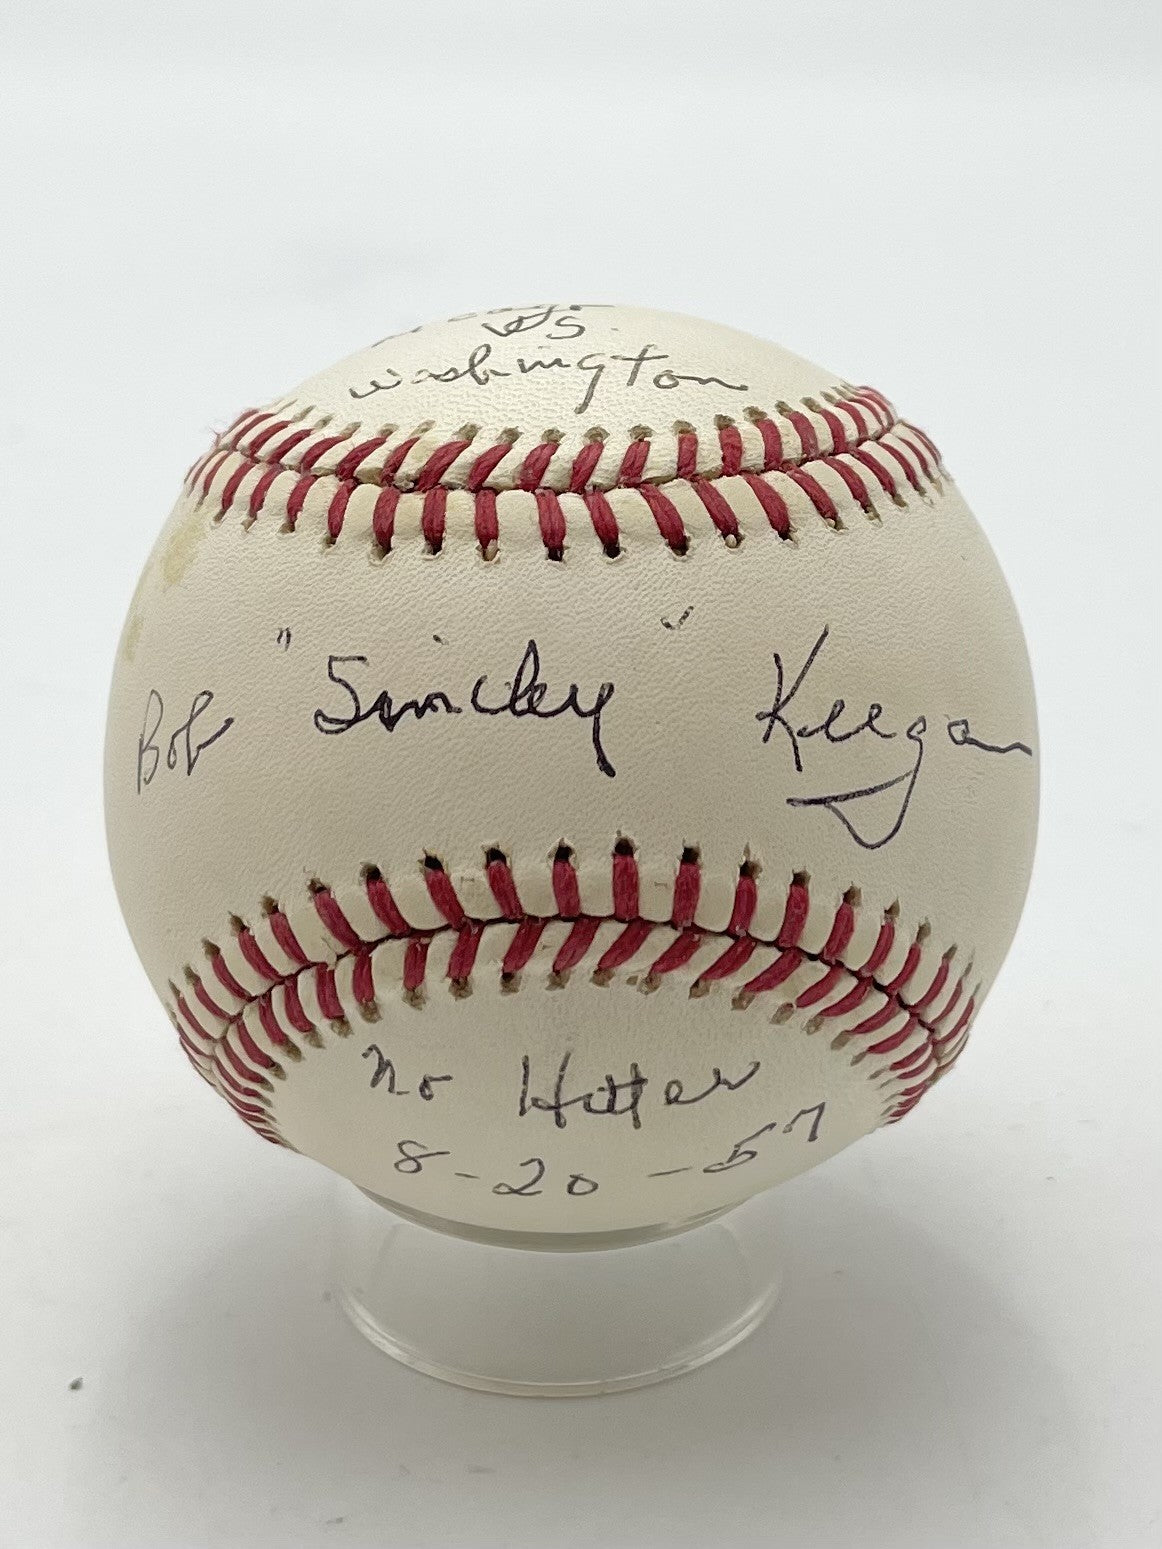 vs.
Washington
Bob "Smiley" Keegan
No Hitter
8-20-57